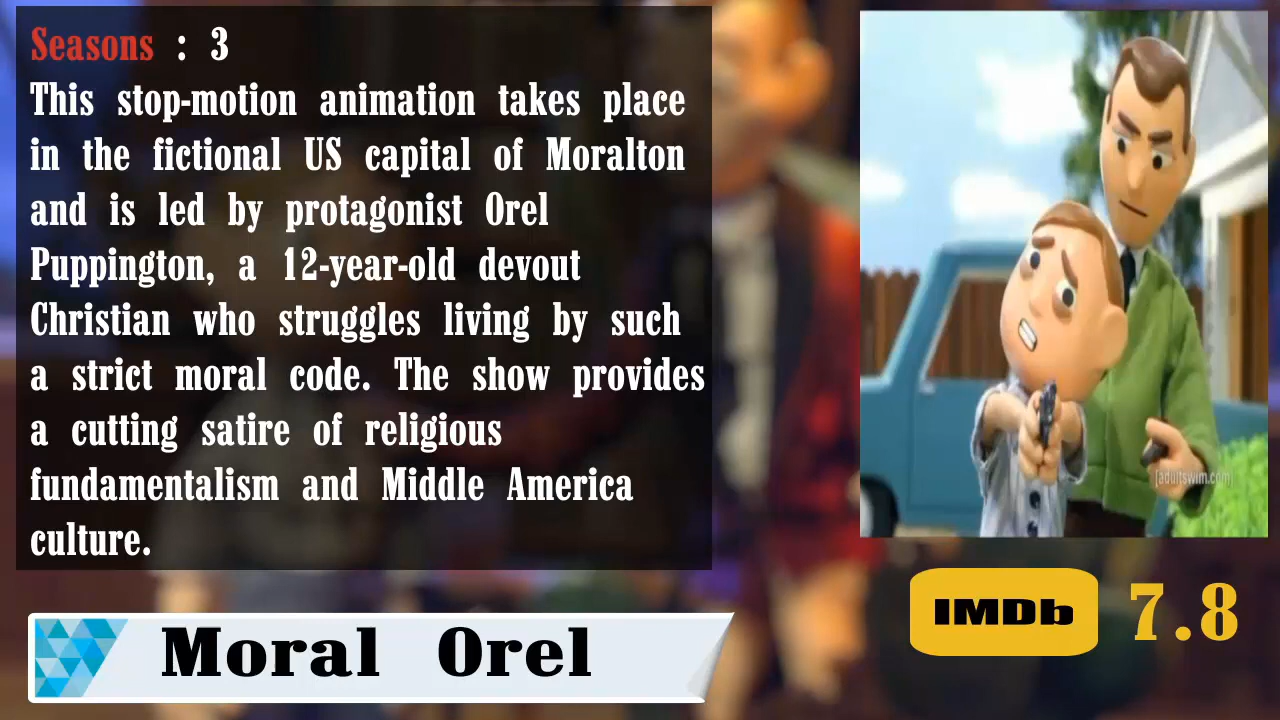 Seasons : 3
This stop-motion animation takes place
in the fictional US capital of Moralton
and is led by protagonist Orel
Puppington, a 12-year-old devout
Christian who struggles living by such
a strict moral code. The show provides
a cutting satire of religious
fundamentalism and Middle America
culture.
[adultswim.com]
IMDb 7.8
Moral Orel